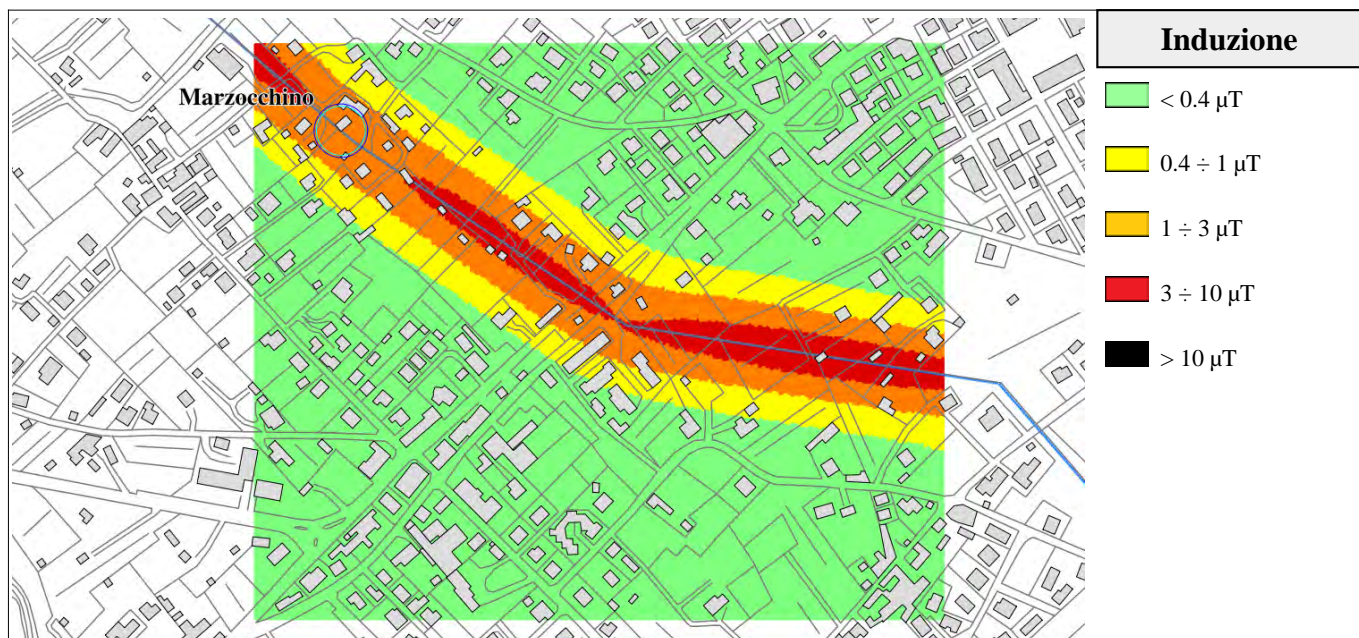 Induzione
Marzocchino
< 0.4 µT
0.4 ÷ 1 µT
1 ÷ 3 µT
3 ÷ 10 µT
> 10 µT